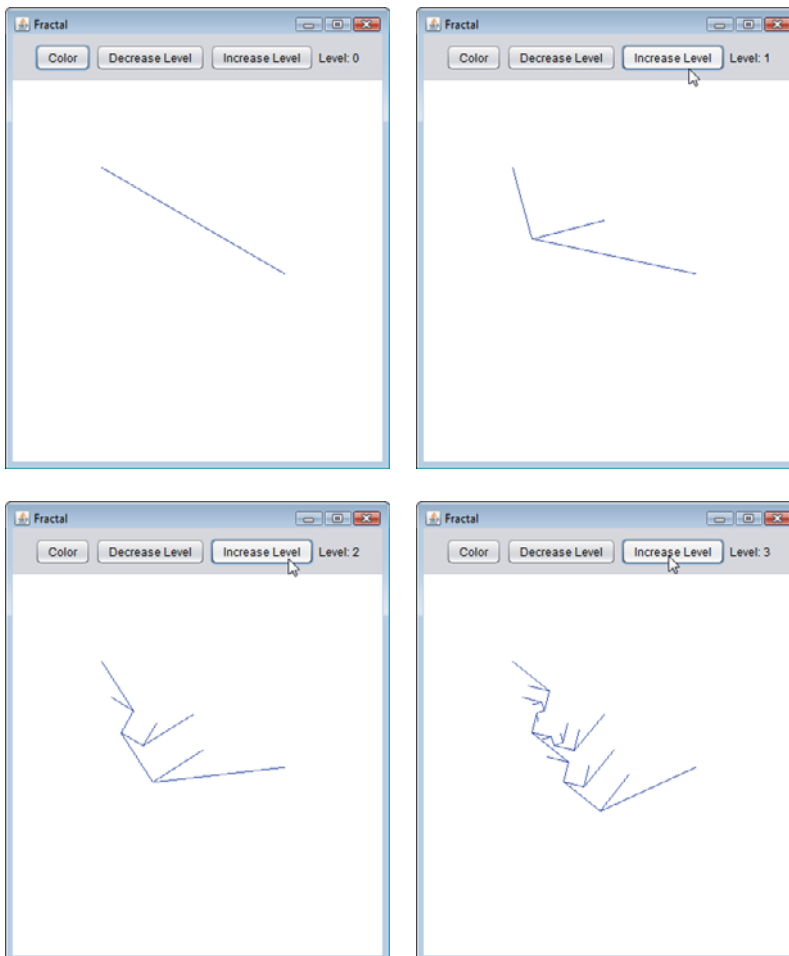 Fractal
Color Decrease Level Increase Level Level: 0
Fractal
Color Decrease Level Increase Level Level: 1
Fractal
Color Decrease Level Increase Level Level: 2
Fractal
Color Decrease Level Increase Level Level: 3